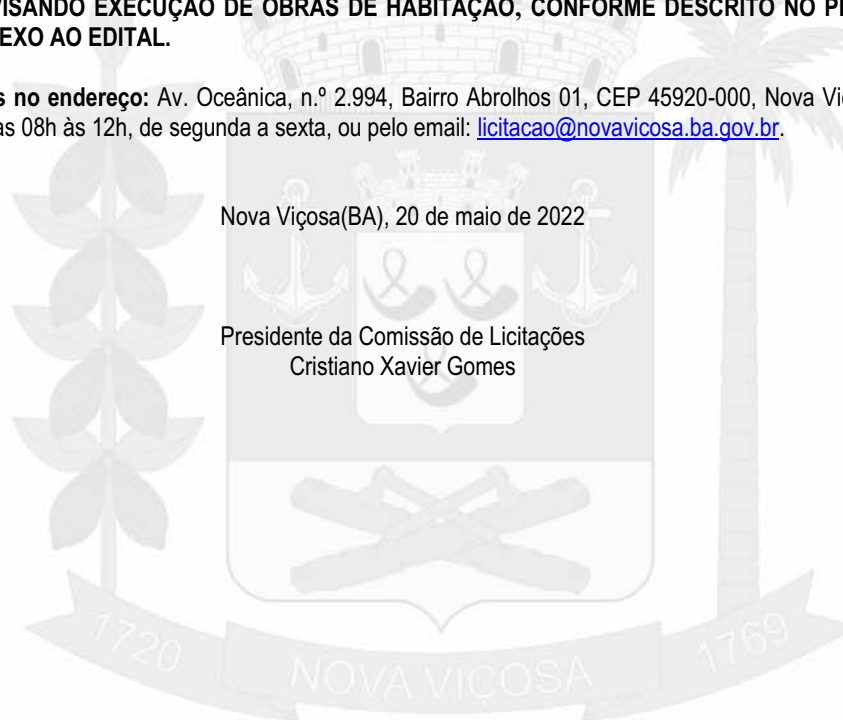 VISANDO EXECUÇÃO DE OBRAS DE HABITAÇÃO, CONFORME DESCRITO NO
EXO AO EDITAL.
s no endereço: Av. Oceânica, n.º 2.994, Bairro Abrolhos 01, CEP 45920-000, Nova
as 08h às 12h, de segunda a sexta, ou pelo email: licitacao@novavicosa.ba.gov.br.
Nova Viçosa(BA), 20 de maio de 2022
Presidente da Comissão de Licitações
Cristiano Xavier Gomes
1720 NOVA VIÇOSA 1769